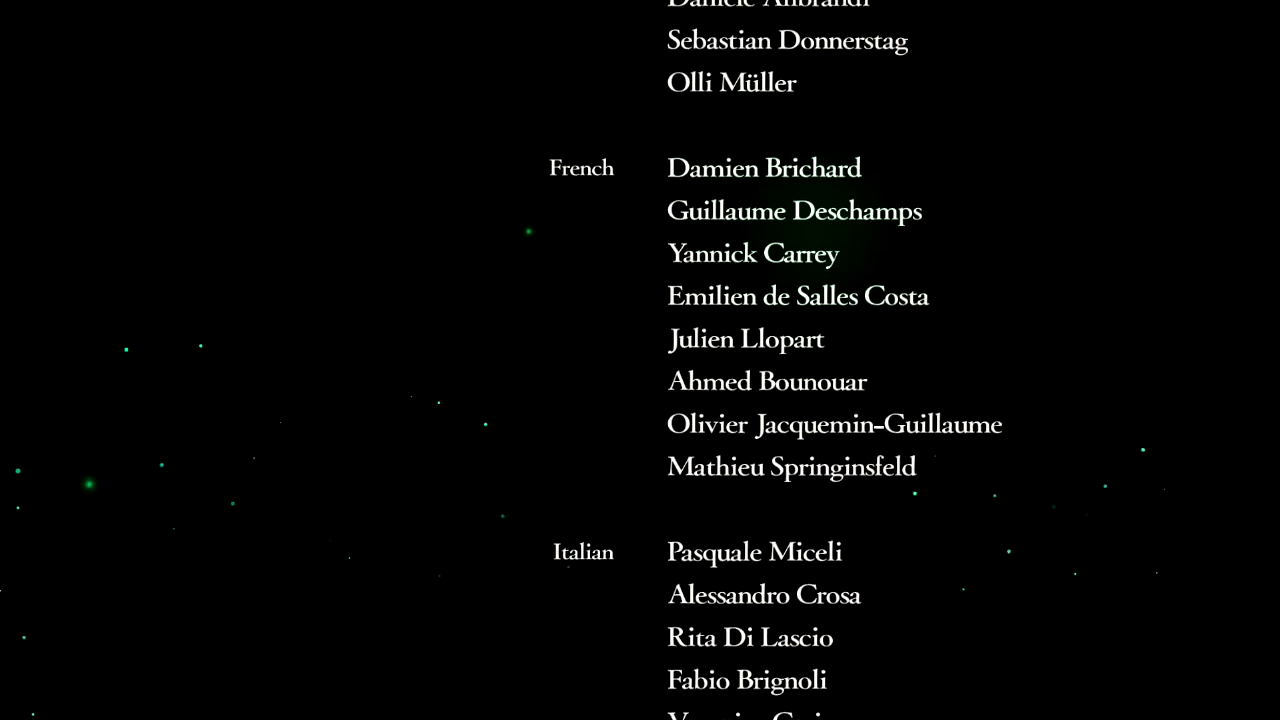 Sebastian Donnerstag
Olli Müller
French Damien Brichard
Guillaume Deschamps
Yannick Carrey
Emilien de Salles Costa
Julien Llopart
Ahmed Bounouar
Olivier Jacquemin-Guillaume
Mathieu Springinsfeld
Italian Pasquale Miceli
Alessandro Crosa
Rita Di Lascio
Fabio Brignoli